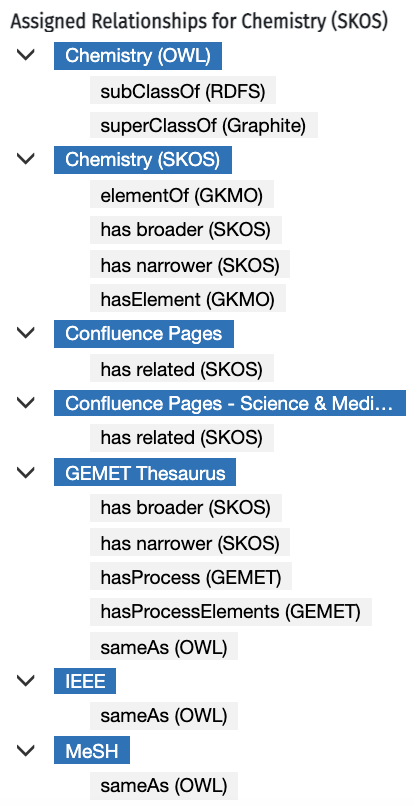 Assigned Relationships for Chemistry (SKOS)
Chemistry (OWL)
subClassOf (RDFS)
superClassOf (Graphite)
Chemistry (SKOS)
elementOf (GKMO)
has broader (SKOS)
has narrower (SKOS)
hasElement (GKMO)
Confluence Pages
has related (SKOS)
Confluence Pages - Science & Medi...
has related (SKOS)
GEMET Thesaurus
has broader (SKOS)
has narrower (SKOS)
hasProcess (GEMET)
hasProcessElements (GEMET)
sameAs (OWL)
IEEE
sameAs (OWL)
MeSH
sameAs (OWL)